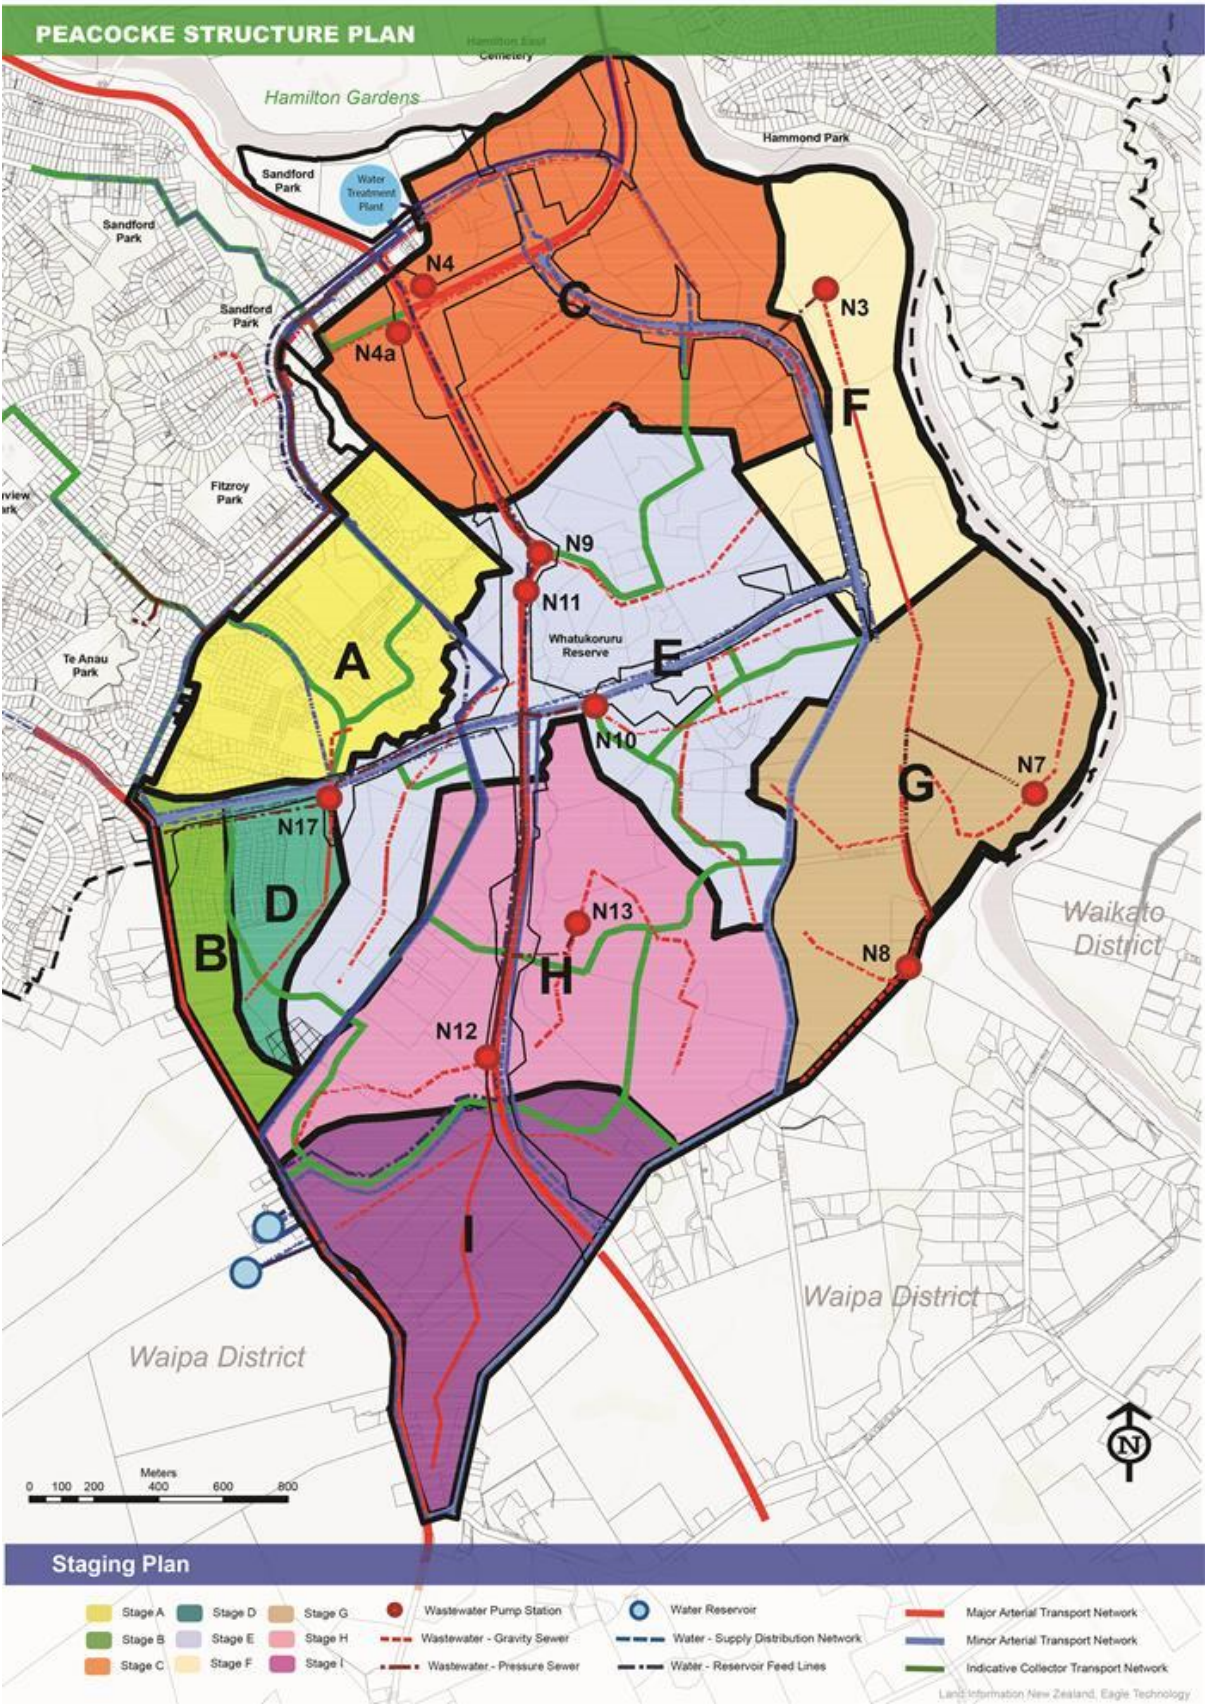 PEACOCKE STRUCTURE PLAN
Hamilton East
Cemetery
Hamilton Gardens
Hammond Park
Sandford
Park
Water
Treatment
Plant
Sandford
Park
N4
C
N3
Sandford
Park
N4a
F
Fitzroy
Park
N9
N11
Whatukoruru
Reserve
E
A
Te Anau
Park
N10
N7
G
N17
D
N13
Waikato
District
B
N8
H
N12
I
Waipa District
Waipa District
N
Meters
0 100 200 400 600 800
Staging Plan
Stage A Stage D Stage G Wastewater Pump Station Water Reservoir Major Arterial Transport Network
Stage B Stage E Stage H Wastewater - Gravity Sewer Water - Supply Distribution Network Minor Arterial Transport Network
Stage C Stage F Stage I Wastewater - Pressure Sewer Water - Reservoir Feed Lines Indicative Collector Transport Network
Land Information New Zealand, Eagle Technology